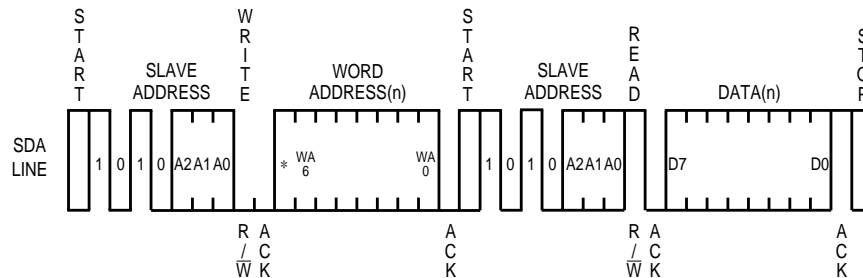 START
WRITE
START
READ
SLAVE ADDRESS
WORD ADDRESS(n)
SLAVE ADDRESS
DATA(n)
SDA LINE
1 0 1 0 A2 A1 A0 * WA 6 WA 0 1 0 1 0 A2 A1 A0 D7 D0
R/W
ACK
ACK
R/W
ACK
ACK